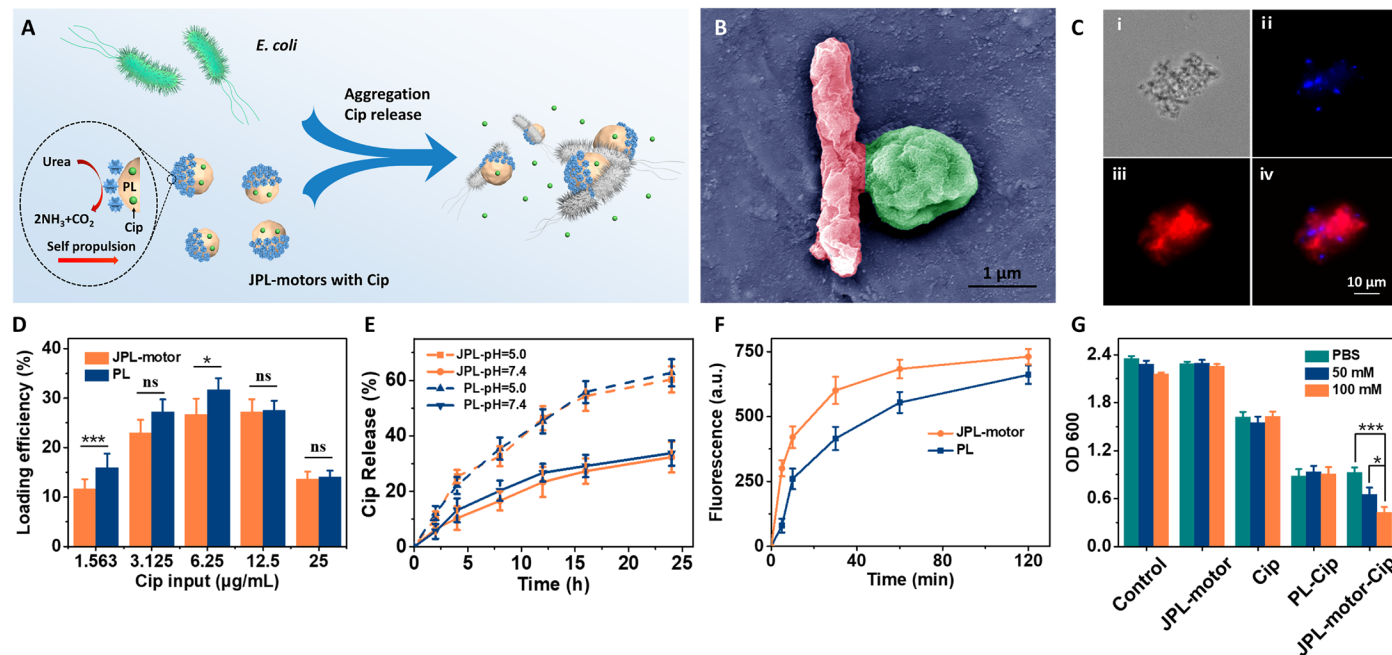 A
E. coli
Aggregation
Cip release
Urea
PL
2NH₃+CO₂
Cip
Self propulsion
JPL-motors with Cip
B
1 μm
C
i
ii
iii
iv
10 μm
D
Loading efficiency (%)
40
30
20
10
0
JPL-motor
PL
***
ns
*
ns
ns
1.563
3.125
6.25
12.5
25
Cip input (μg/mL)
E
Cip Release (%)
60
40
20
0
JPL-pH=5.0
JPL-pH=7.4
PL-pH=5.0
PL-pH=7.4
0
5
10
15
20
25
Time (h)
F
Fluorescence (a.u.)
750
500
250
0
JPL-motor
PL
0
30
60
90
120
Time (min)
G
OD 600
2.4
1.8
1.2
0.6
0.0
PBS
50 mM
100 mM
***
*
Control
JPL-motor
Cip
PL-Cip
JPL-motor-Cip